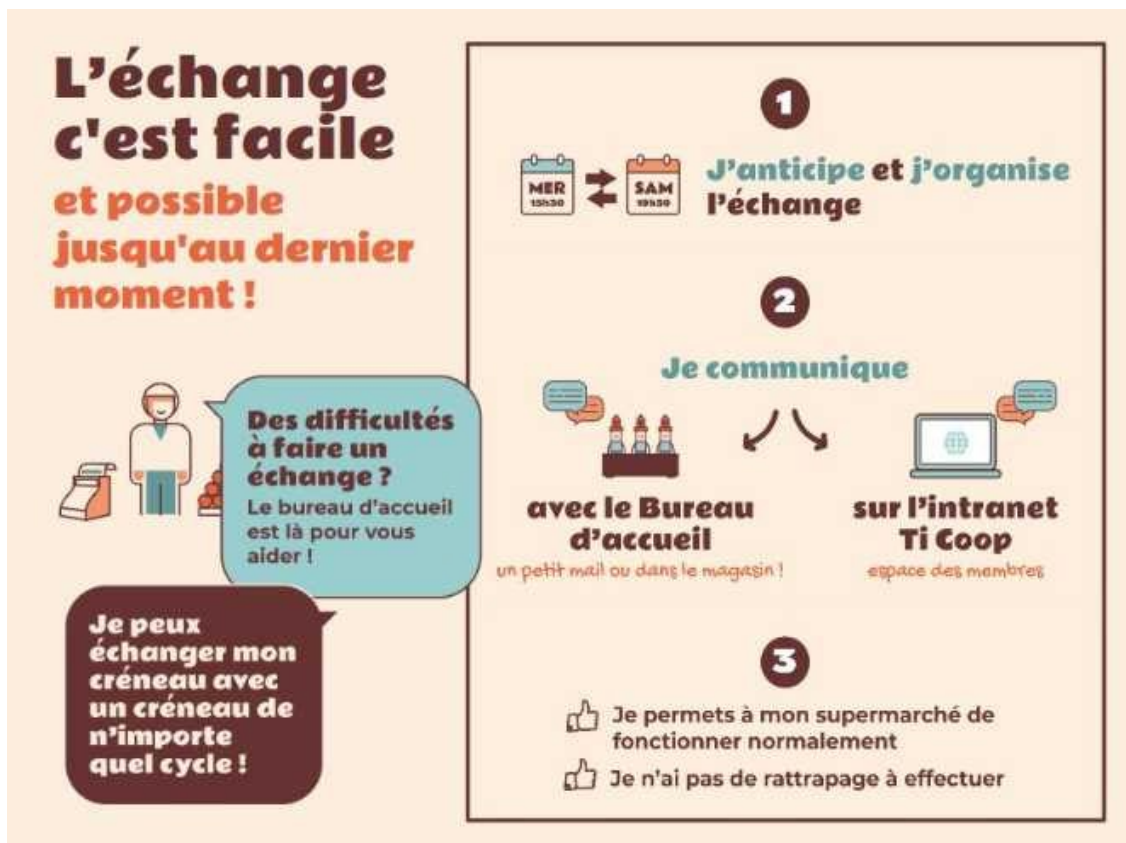 L'échange
c'est facile
et possible
jusqu'au dernier
moment !
Des difficultés
à faire un
échange ?
Le bureau d'accueil
est là pour vous
aider !
Je peux
échanger mon
créneau avec
un créneau de
n'importe
quel cycle !
1
MER
15h30
SAM
19h30
J'anticipe et j'organise
l'échange
2
Je communique
avec le Bureau
d'accueil
un petit mail ou dans le magasin !
sur l'intranet
Ti Coop
espace des membres
3
Je permets à mon supermarché de
fonctionner normalement
Je n'ai pas de rattrapage à effectuer